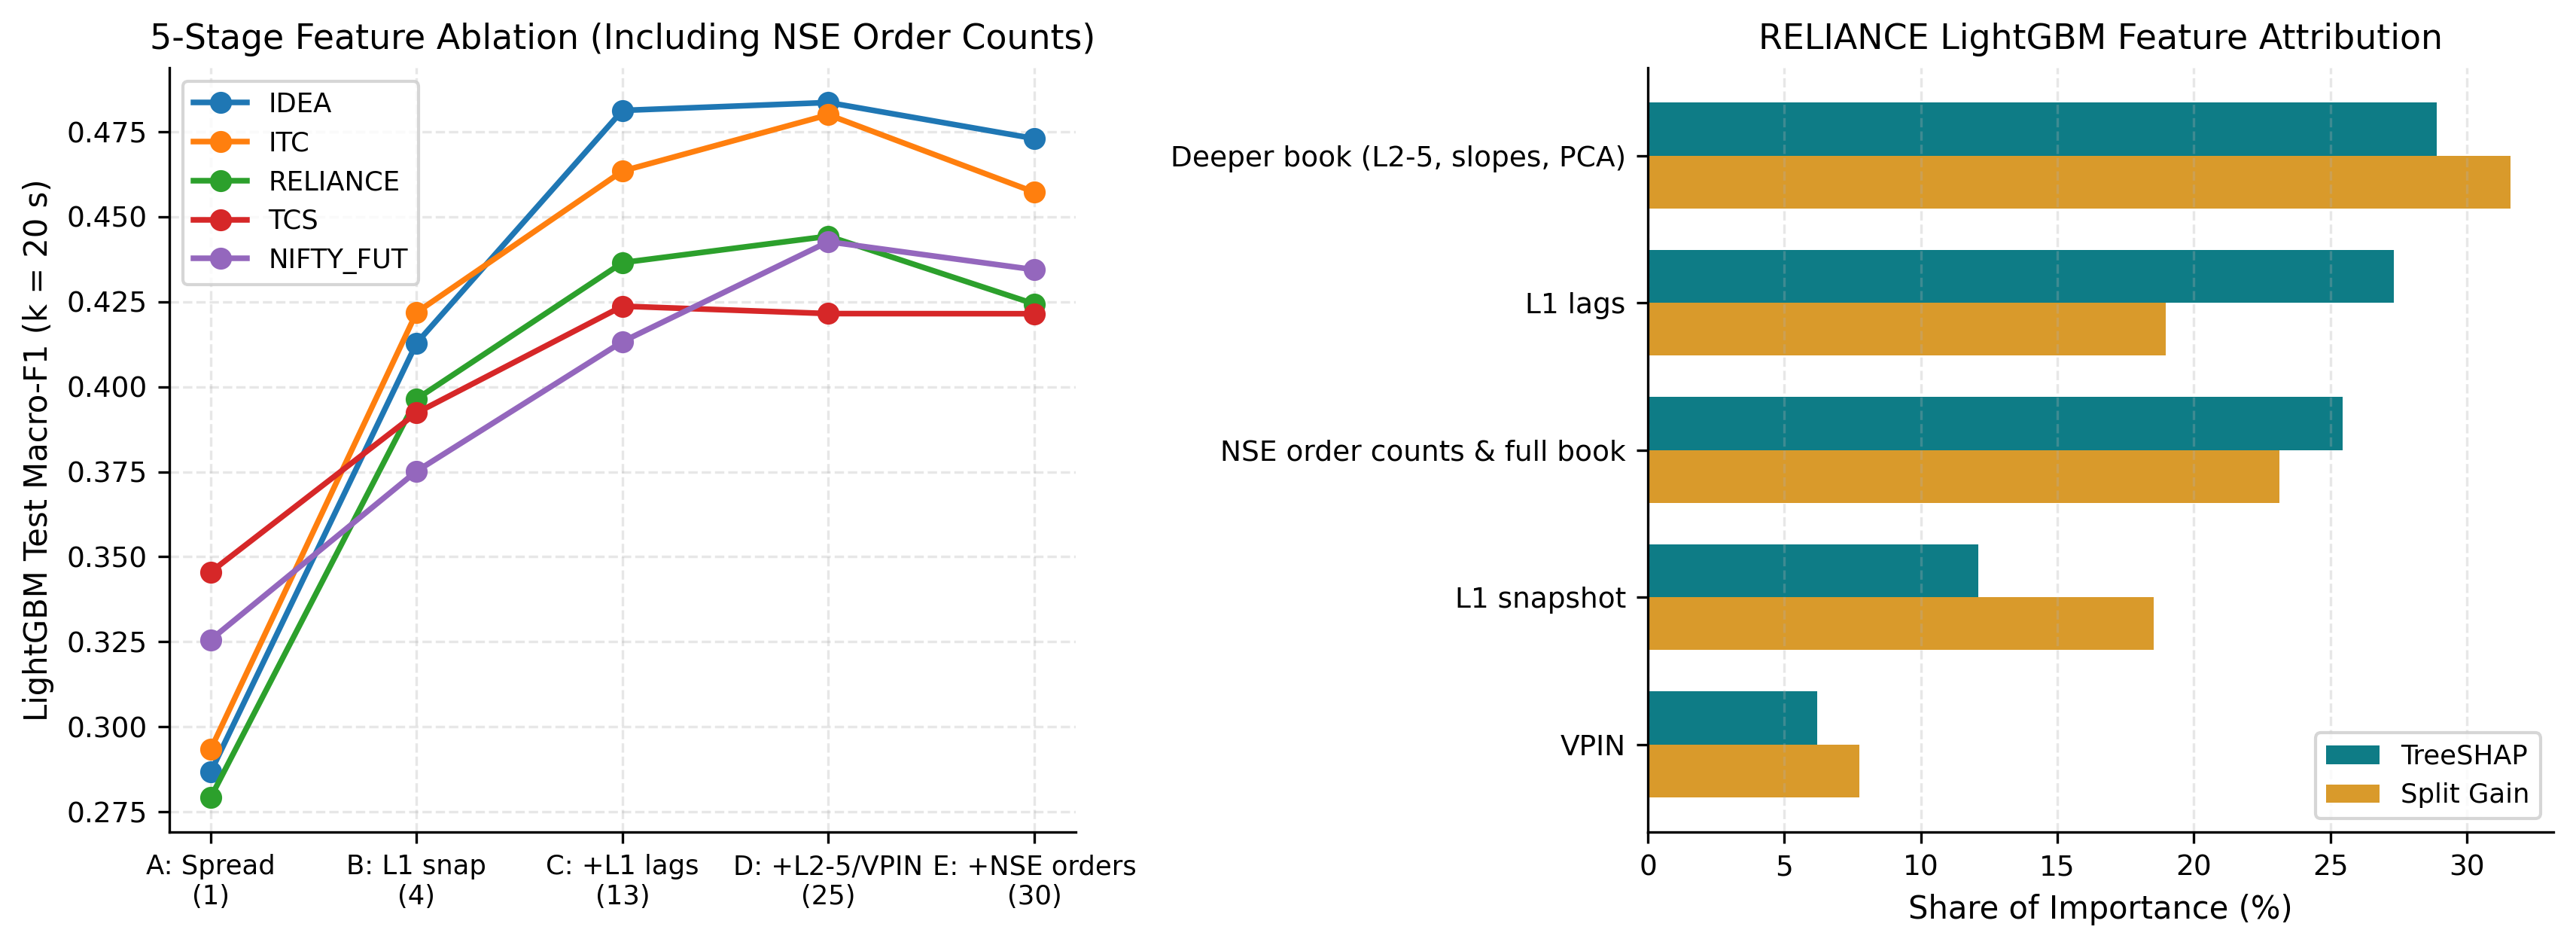 5-Stage Feature Ablation (Including NSE Order Counts)
LightGBM Test Macro-F1 (k = 20 s)
0.475
0.450
0.425
0.400
0.375
0.350
0.325
0.300
0.275
IDEA
ITC
RELIANCE
TCS
NIFTY_FUT
A: Spread
(1)
B: L1 snap
(4)
C: +L1 lags
(13)
D: +L2-5/VPIN
(25)
E: +NSE orders
(30)
RELIANCE LightGBM Feature Attribution
Deeper book (L2-5, slopes, PCA)
L1 lags
NSE order counts & full book
L1 snapshot
VPIN
TreeSHAP
Split Gain
0 5 10 15 20 25 30
Share of Importance (%)